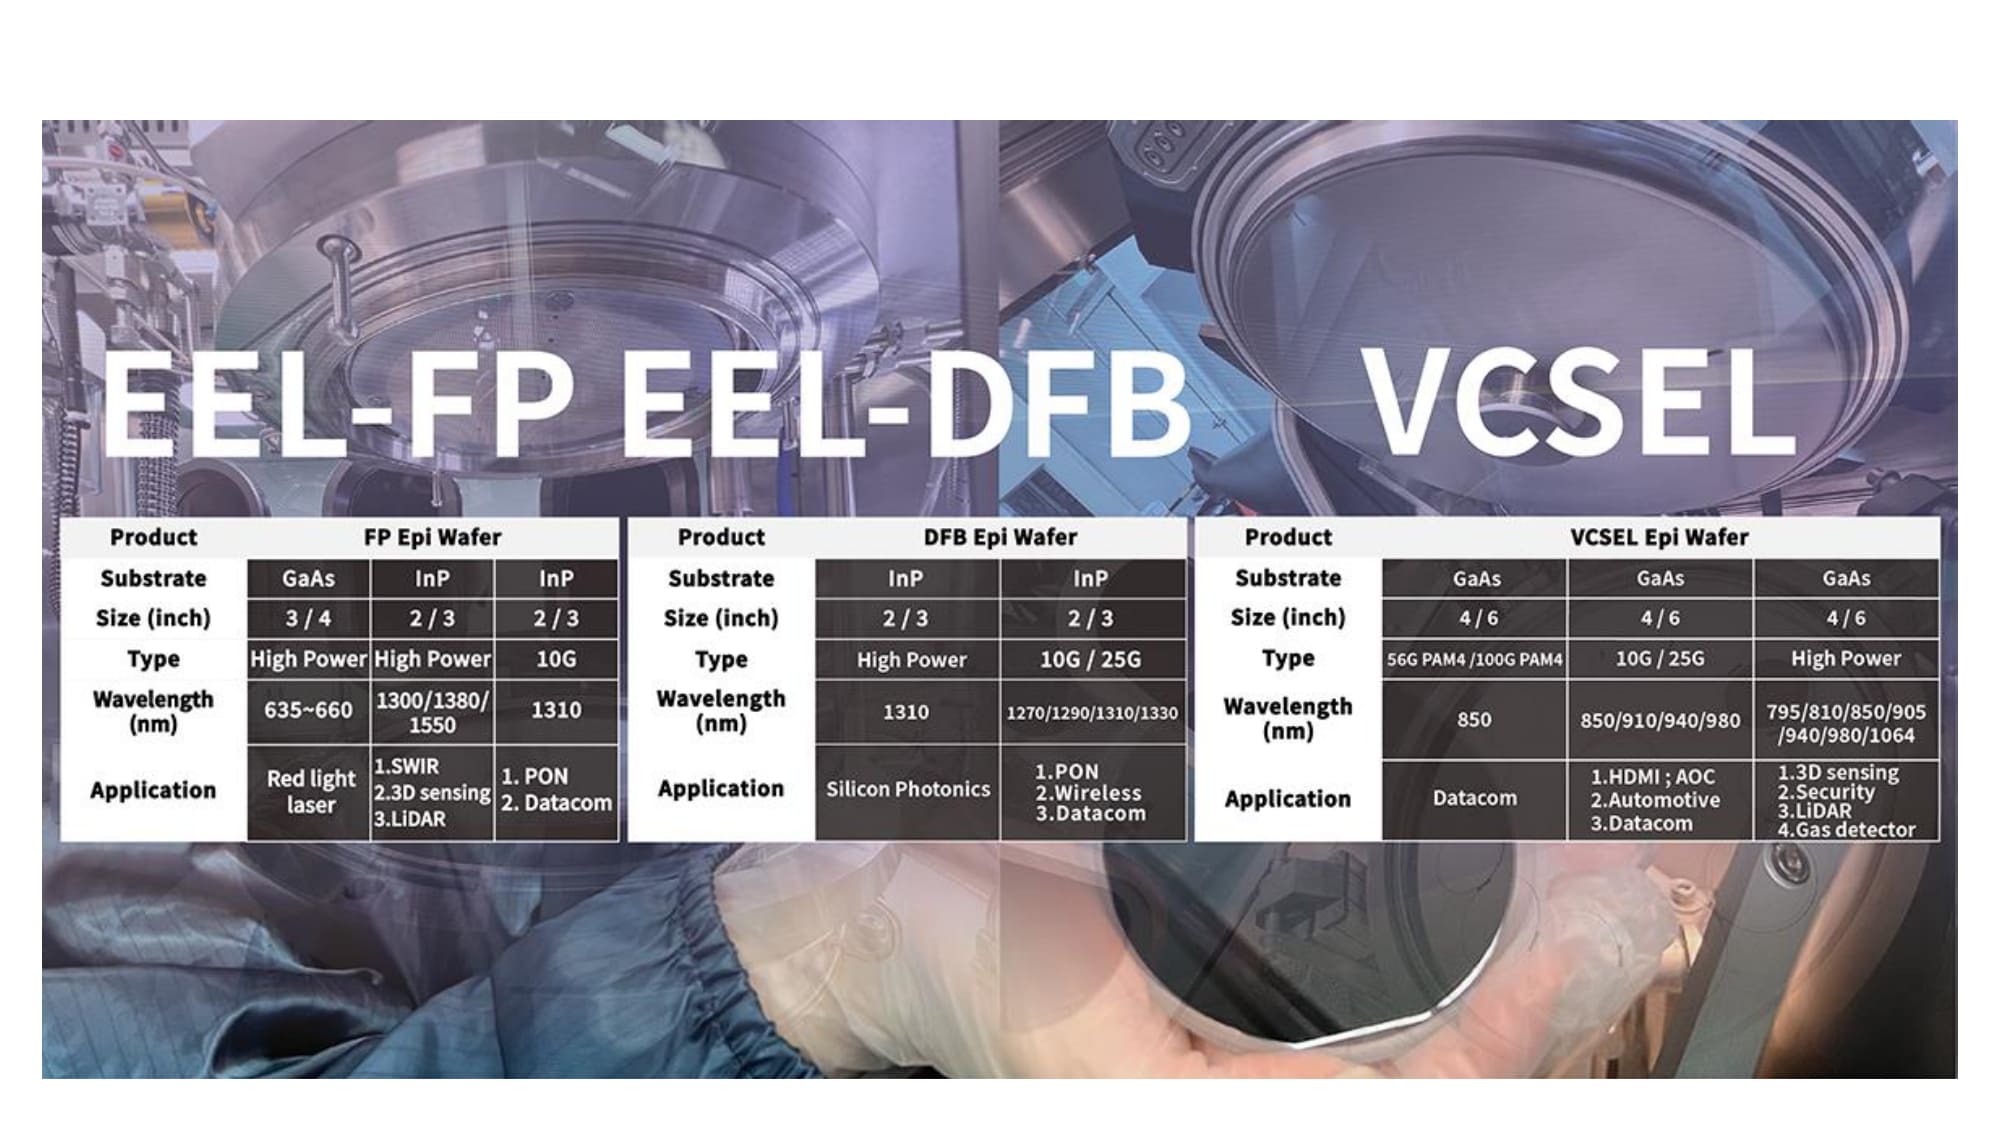 EEL-FP EEL-DFB VCSEL
Product FP Epi Wafer
Substrate GaAs InP InP
Size (inch) 3 / 4 2 / 3 2 / 3
Type High Power High Power 10G
Wavelength (nm) 635~660 1300/1380/1550 1310
Application Red light laser 1.SWIR 2.3D sensing 3.LiDAR 1. PON 2. Datacom
Product DFB Epi Wafer
Substrate InP InP
Size (inch) 2 / 3 2 / 3
Type High Power 10G / 25G
Wavelength (nm) 1310 1270/1290/1310/1330
Application Silicon Photonics 1.PON 2.Wireless 3.Datacom
Product VCSEL Epi Wafer
Substrate GaAs GaAs GaAs
Size (inch) 4 / 6 4 / 6 4 / 6
Type 56G PAM4 /100G PAM4 10G / 25G High Power
Wavelength (nm) 850 850/910/940/980 795/810/850/905/940/980/1064
Application Datacom 1.HDMI ; AOC 2.Automotive 3.Datacom 1.3D sensing 2.Security 3.LiDAR 4.Gas detector